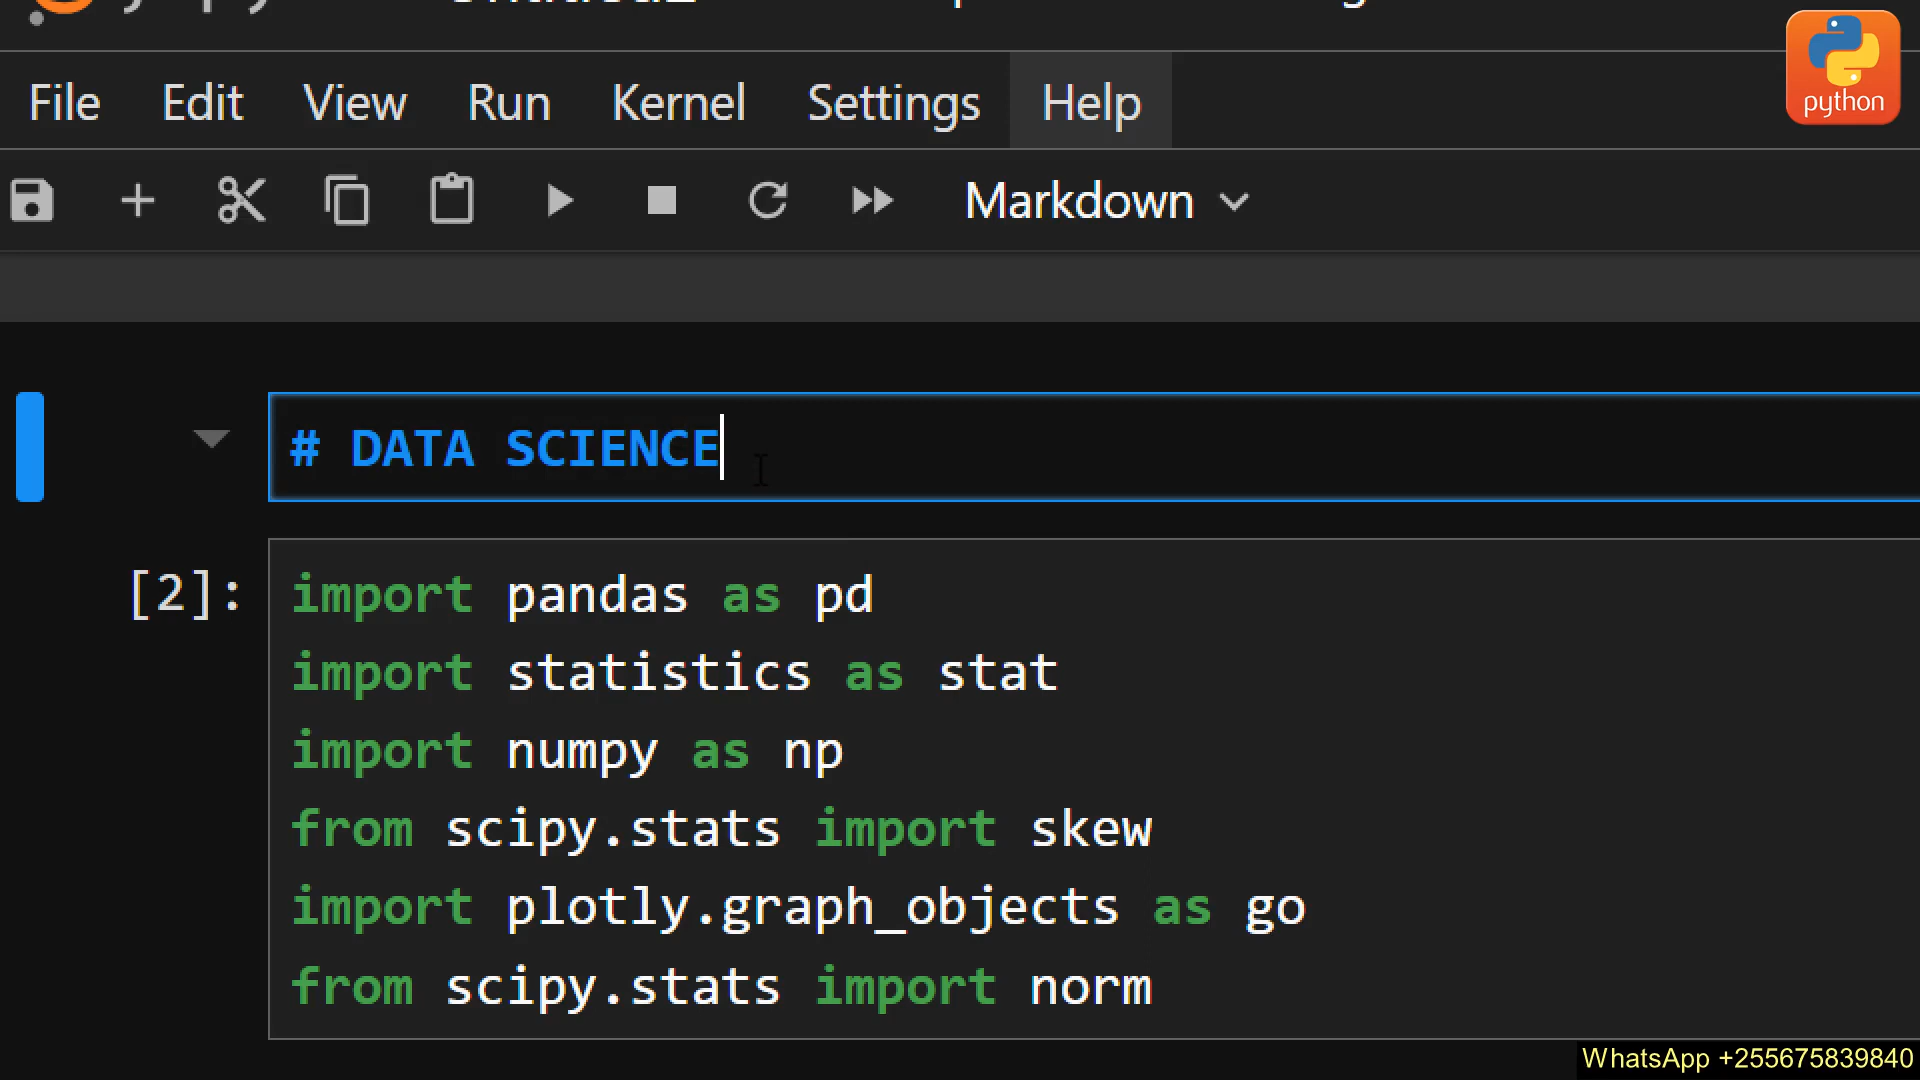 File Edit View Run Kernel Settings Help
python
Markdown
# DATA SCIENCE
[2]:
import pandas as pd
import statistics as stat
import numpy as np
from scipy.stats import skew
import plotly.graph_objects as go
from scipy.stats import norm
WhatsApp +255675839840